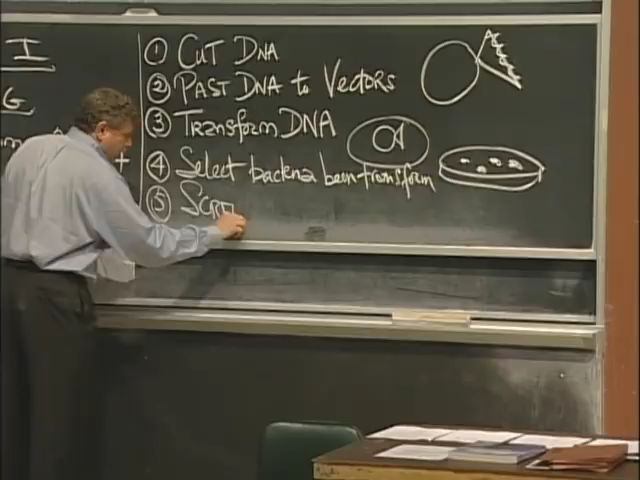 I
G
① CUT DNA
② PAST DNA to Vectors
③ Transform DNA
④ Select bacteria been transform
⑤ Scre